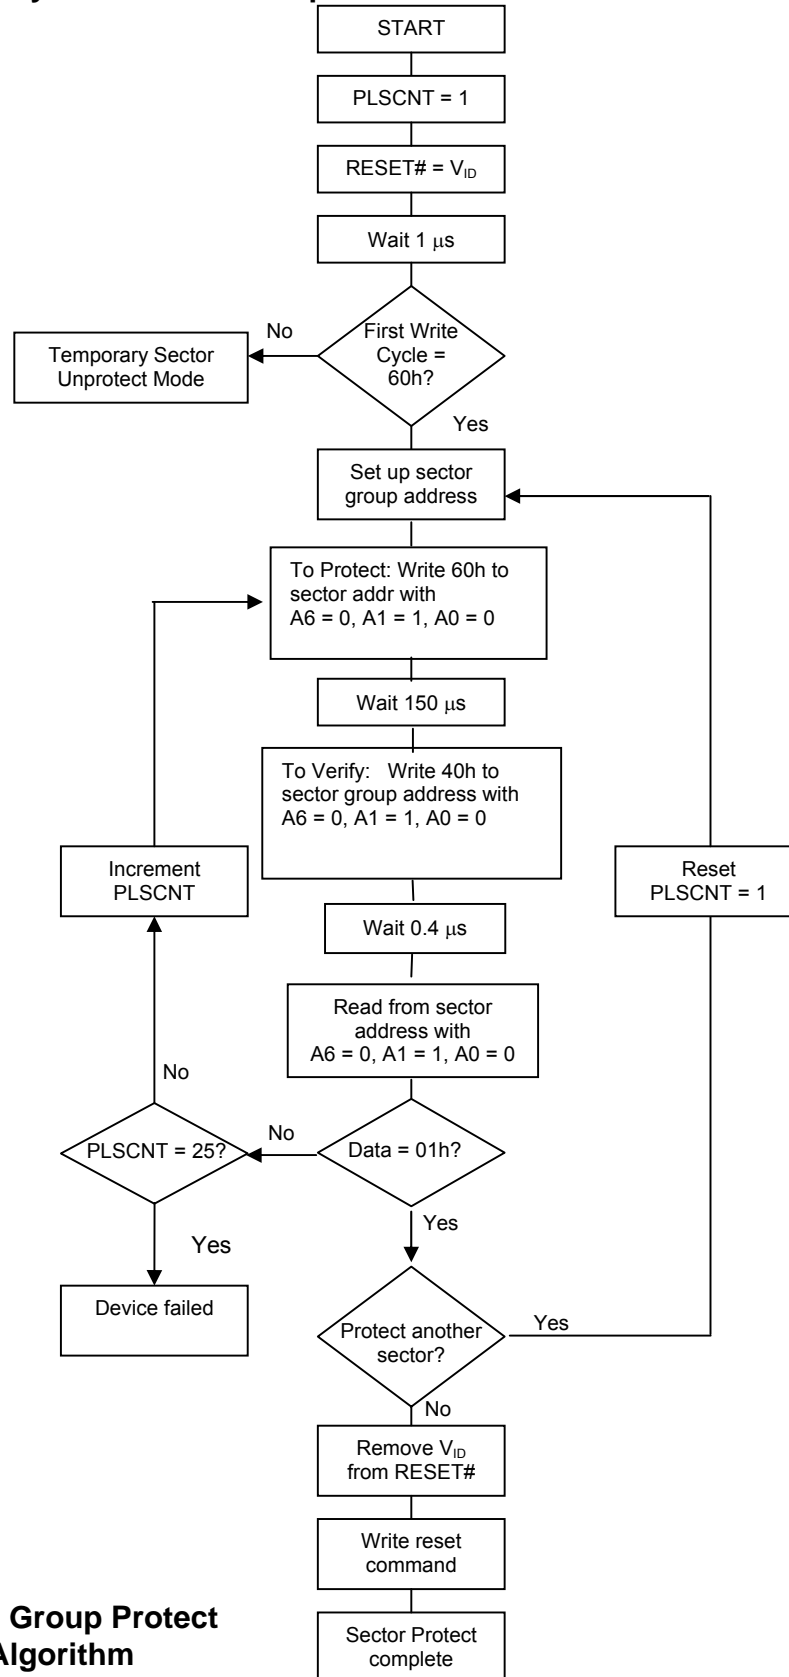 START
PLSCNT = 1
RESET# = VID
Wait 1 µs
First Write
Cycle =
60h?
No
Temporary Sector
Unprotect Mode
Yes
Set up sector
group address
To Protect: Write 60h to
sector addr with
A6 = 0, A1 = 1, A0 = 0
Wait 150 µs
To Verify:   Write 40h to
sector group address with
A6 = 0, A1 = 1, A0 = 0
Increment
PLSCNT
Reset
PLSCNT = 1
Wait 0.4 µs
Read from sector
address with
A6 = 0, A1 = 1, A0 = 0
No
PLSCNT = 25?
No
Data = 01h?
Yes
Yes
Device failed
Protect another
sector?
Yes
No
Remove VID
from RESET#
Write reset
command
Group Protect
Algorithm
Sector Protect
complete